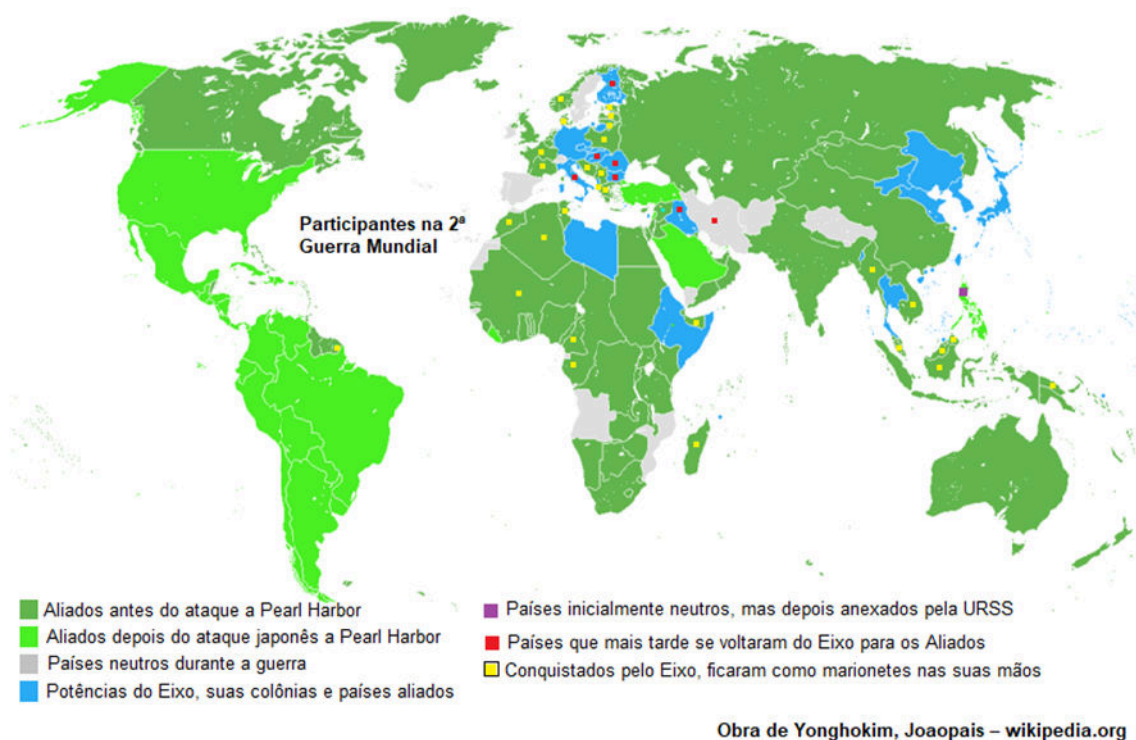 Participantes na 2ª
Guerra Mundial
Aliados antes do ataque a Pearl Harbor
Aliados depois do ataque japonês a Pearl Harbor
Países neutros durante a guerra
Potências do Eixo, suas colônias e países aliados
Países inicialmente neutros, mas depois anexados pela URSS
Países que mais tarde se voltaram do Eixo para os Aliados
Conquistados pelo Eixo, ficaram como marionetes nas suas mãos
Obra de Yonghokim, Joaopais – wikipedia.org